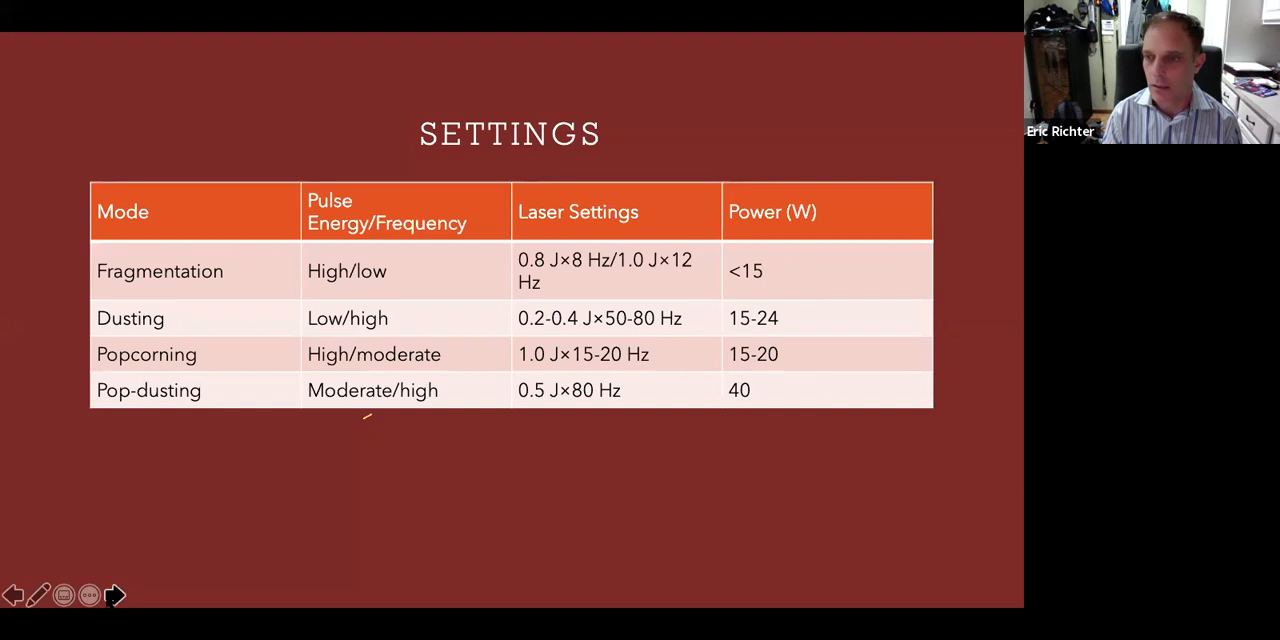 SETTINGS
Mode
Pulse
Energy/Frequency
Laser Settings
Power (W)
Fragmentation
High/low
0.8 J×8 Hz/1.0 J×12
Hz
<15
Dusting
Low/high
0.2-0.4 J×50-80 Hz
15-24
Popcorning
High/moderate
1.0 J×15-20 Hz
15-20
Pop-dusting
Moderate/high
0.5 J×80 Hz
40
Eric Richter